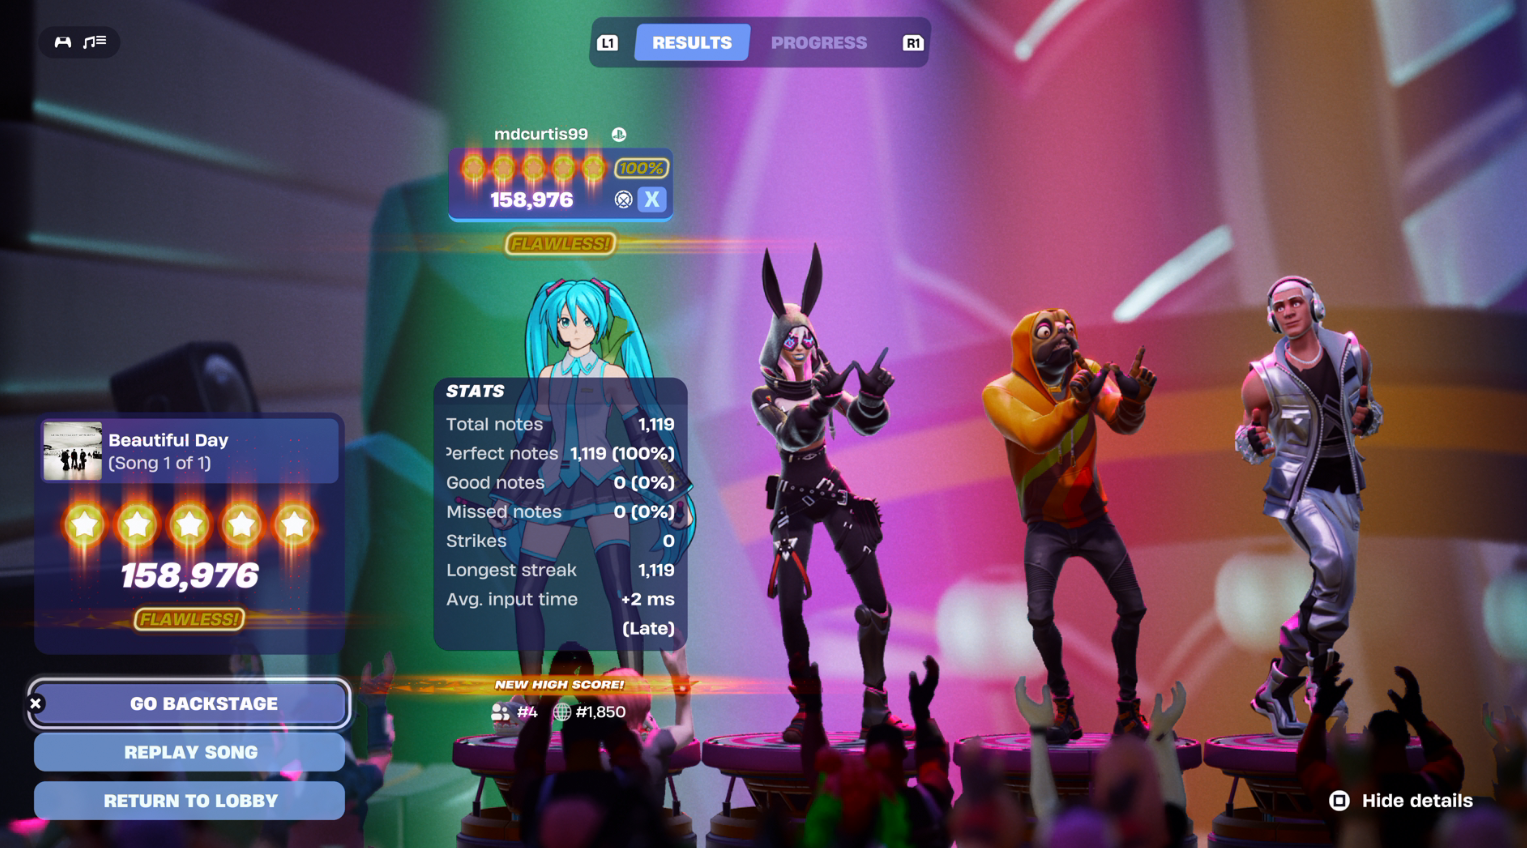 L1
RESULTS
PROGRESS
R1
mdcurtis99
100%
158,976
X
FLAWLESS!
STATS
Total notes 1,119
Perfect notes 1,119 (100%)
Good notes 0 (0%)
Missed notes 0 (0%)
Strikes 0
Longest streak 1,119
Avg. input time +2 ms
(Late)
NEW HIGH SCORE!
#4 #1,850
Beautiful Day
(Song 1 of 1)
158,976
FLAWLESS!
GO BACKSTAGE
REPLAY SONG
RETURN TO LOBBY
Hide details